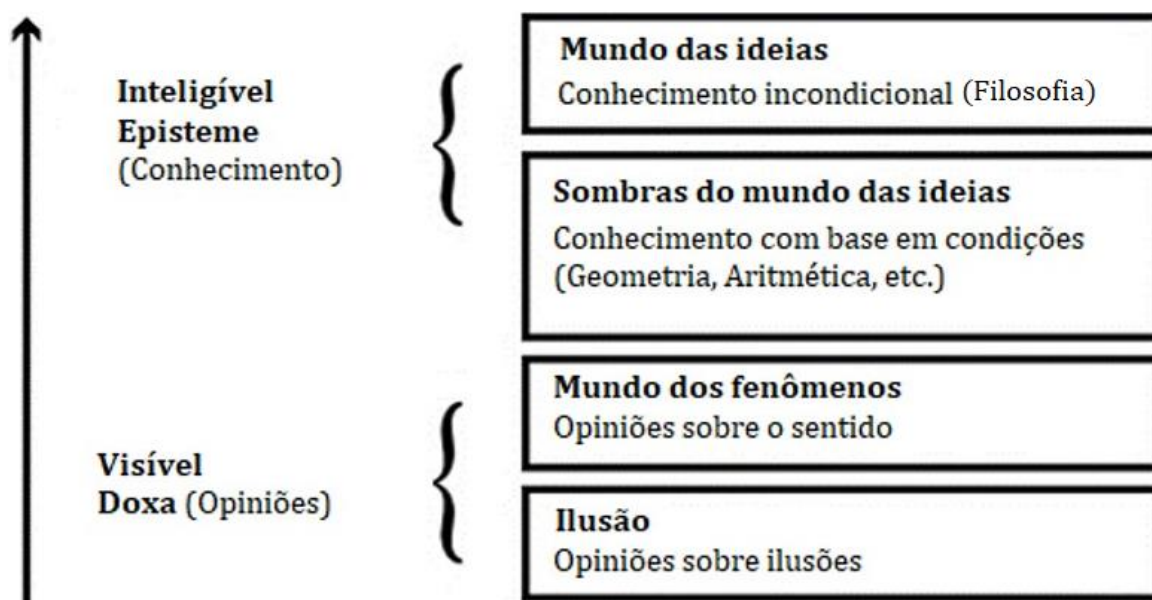 Inteligível
Episteme
(Conhecimento)
Mundo das ideias
Conhecimento incondicional (Filosofia)
Sombras do mundo das ideias
Conhecimento com base em condições
(Geometria, Aritmética, etc.)
Visível
Doxa (Opiniões)
Mundo dos fenômenos
Opiniões sobre o sentido
Ilusão
Opiniões sobre ilusões